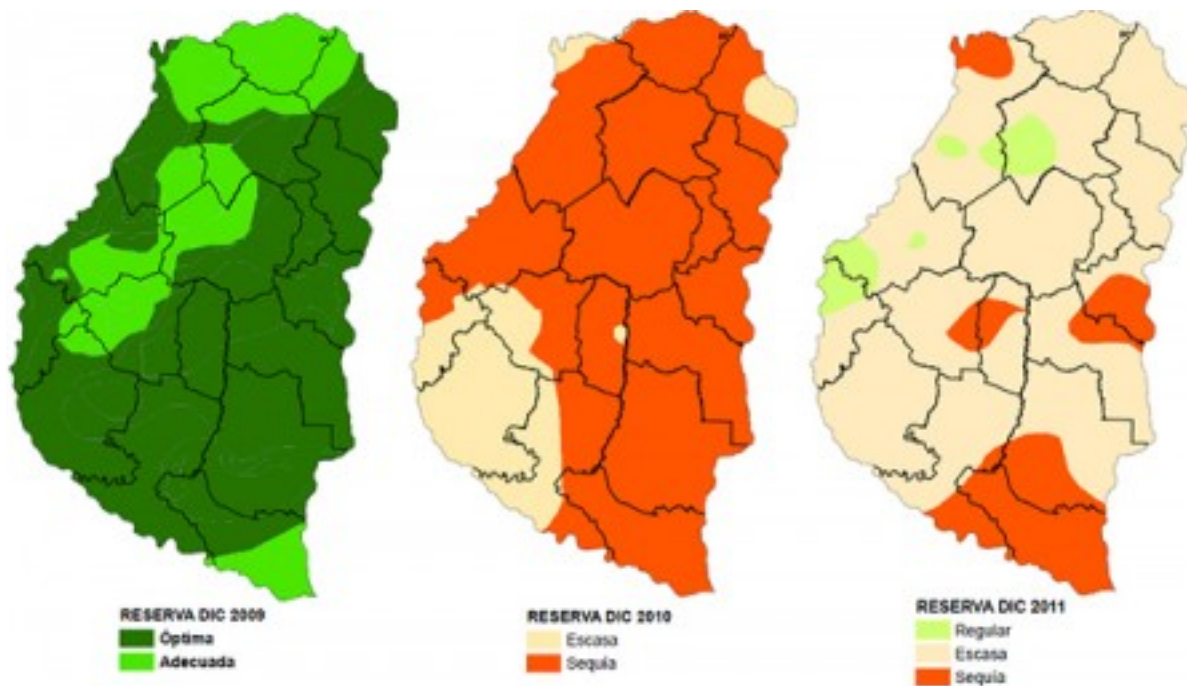 RESERVA DIC 2009
Óptima
Adecuada
RESERVA DIC 2010
Escasa
Sequía
RESERVA DIC 2011
Regular
Escasa
Sequía